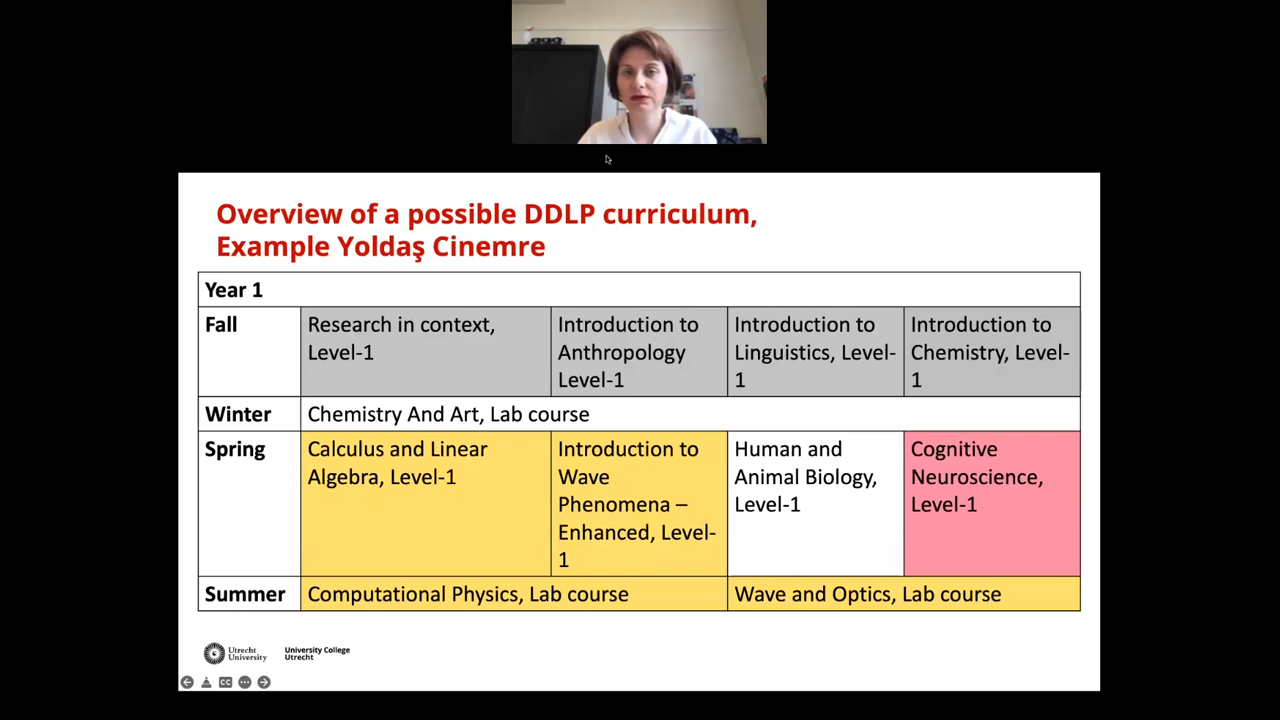 Overview of a possible DDLP curriculum,
Example Yoldaş Cinemre
Year 1
Fall
Research in context,
Level-1
Introduction to
Anthropology
Level-1
Introduction to
Linguistics, Level-
1
Introduction to
Chemistry, Level-
1
Winter
Chemistry And Art, Lab course
Spring
Calculus and Linear
Algebra, Level-1
Introduction to
Wave
Phenomena –
Enhanced, Level-
1
Human and
Animal Biology,
Level-1
Cognitive
Neuroscience,
Level-1
Summer
Computational Physics, Lab course
Wave and Optics, Lab course
Utrecht
University
University College
Utrecht
CC